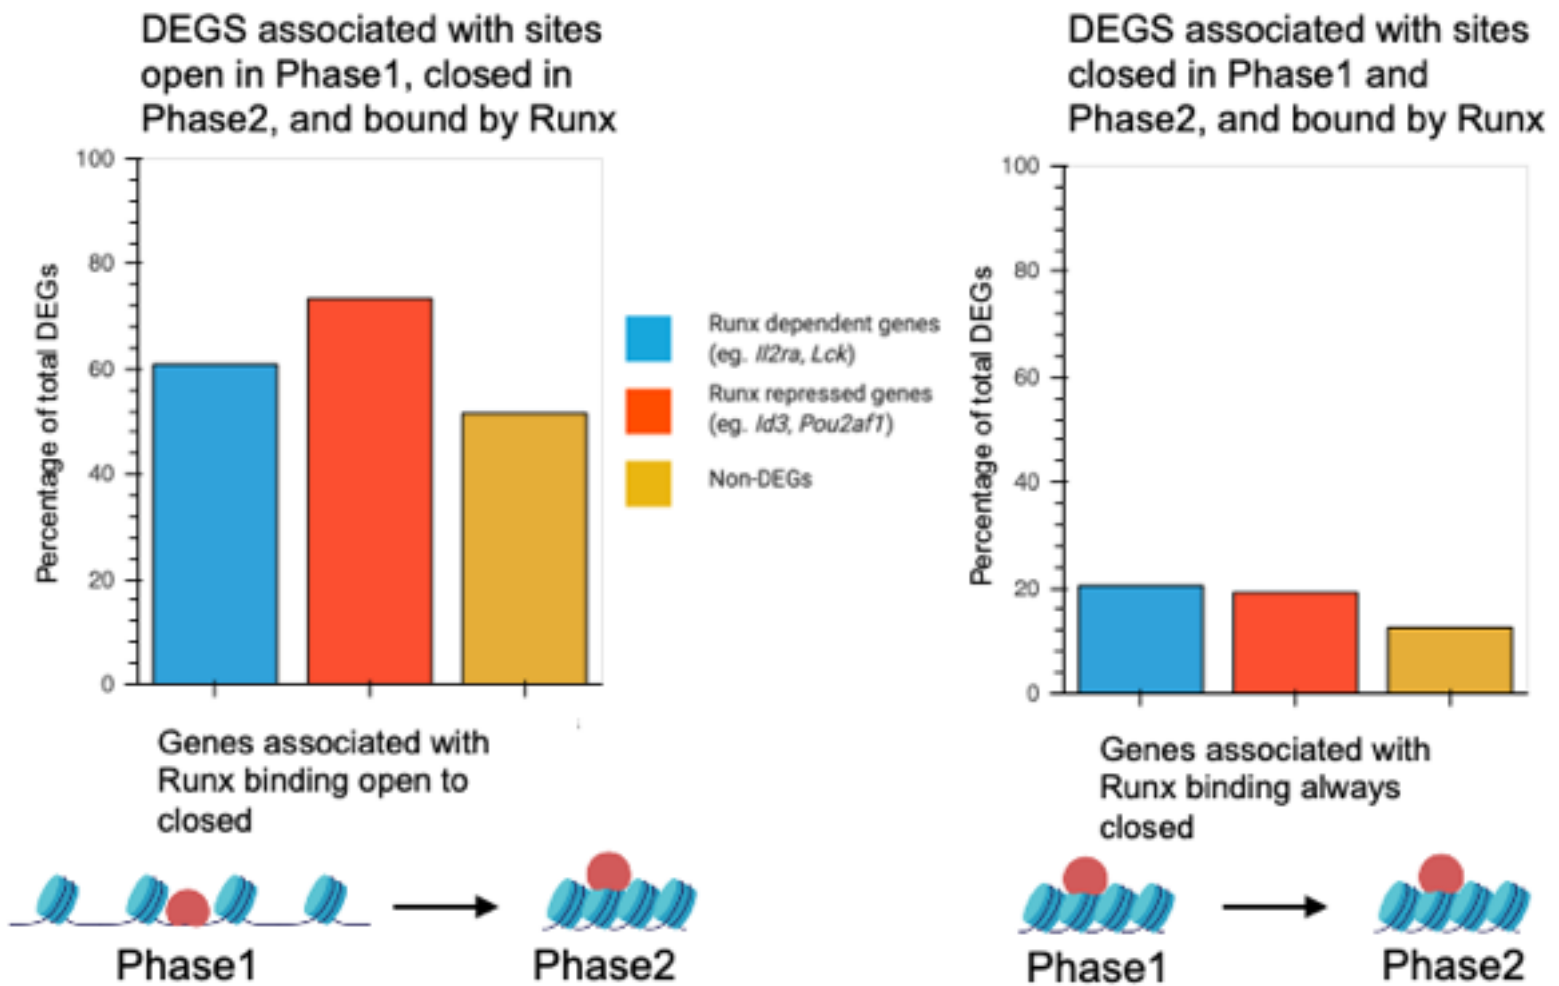 DEGS associated with sites
open in Phase1, closed in
Phase2, and bound by Runx
100
80
60
40
20
0
Percentage of total DEGs
Genes associated with
Runx binding open to
closed
Phase1
Phase2
Runx dependent genes
(eg. Il2ra, Lck)
Runx repressed genes
(eg. Id3, Pou2af1)
Non-DEGs
DEGS associated with sites
closed in Phase1 and
Phase2, and bound by Runx
100
80
60
40
20
0
Percentage of total DEGs
Genes associated with
Runx binding always
closed
Phase1
Phase2